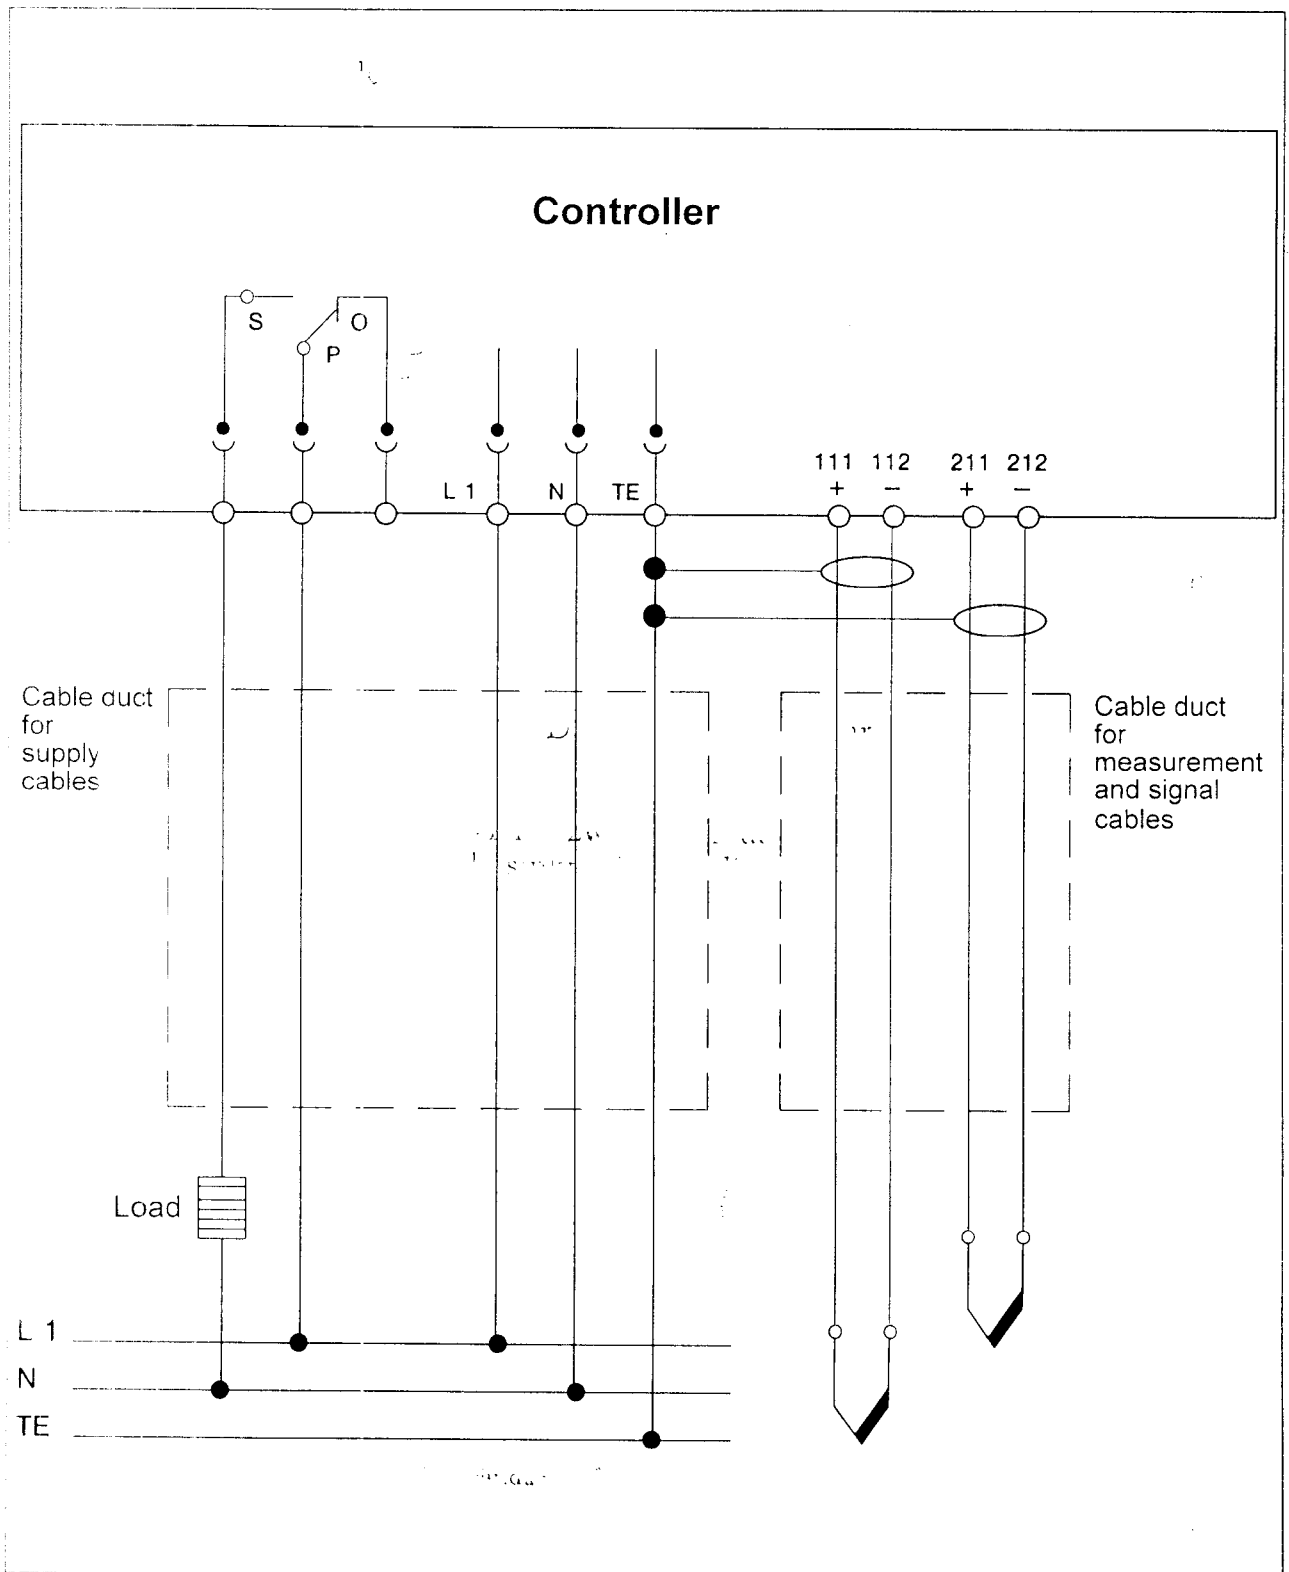 Controller
S
O
P
L 1
N
TE
111
112
211
212
+
−
+
−
Cable duct
for
supply
cables
Cable duct
for
measurement
and signal
cables
Load
L 1
N
TE